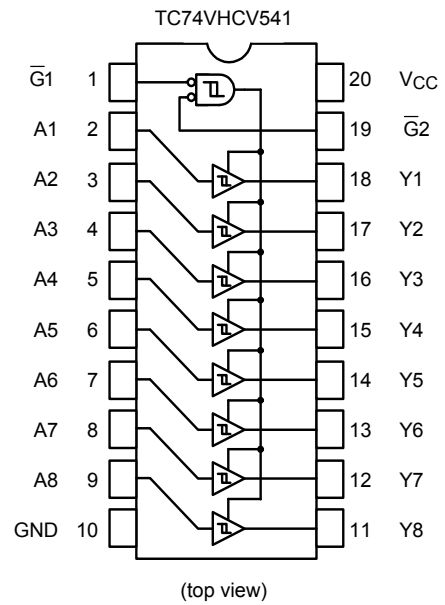 TC74VHCV541
G̅1 1 20 VCC
A1 2 19 G̅2
A2 3 18 Y1
A3 4 17 Y2
A4 5 16 Y3
A5 6 15 Y4
A6 7 14 Y5
A7 8 13 Y6
A8 9 12 Y7
GND 10 11 Y8
(top view)